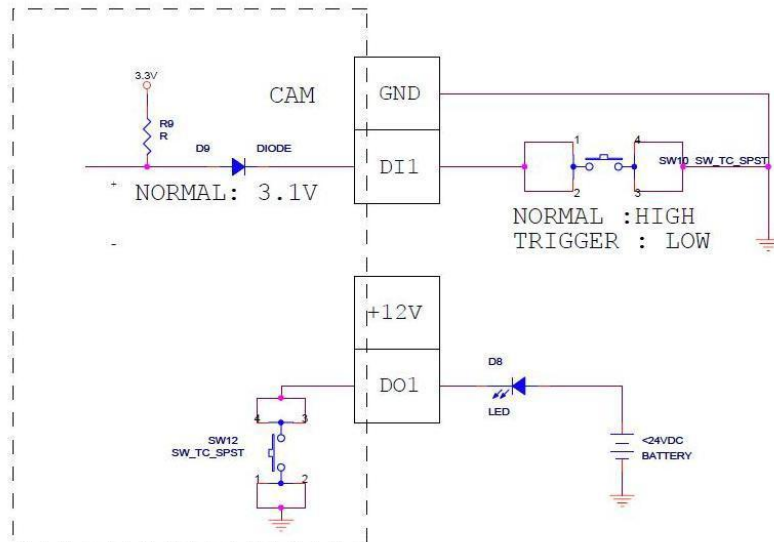 3.3V
R9
R
CAM
GND
D9
DIODE
DI1
+
NORMAL: 3.1V
-
1
4
SW10 SW_TC_SPST
2
3
NORMAL :HIGH
TRIGGER : LOW
+12V
DO1
D8
LED
4
3
SW12
SW_TC_SPST
1
2
<24VDC
BATTERY